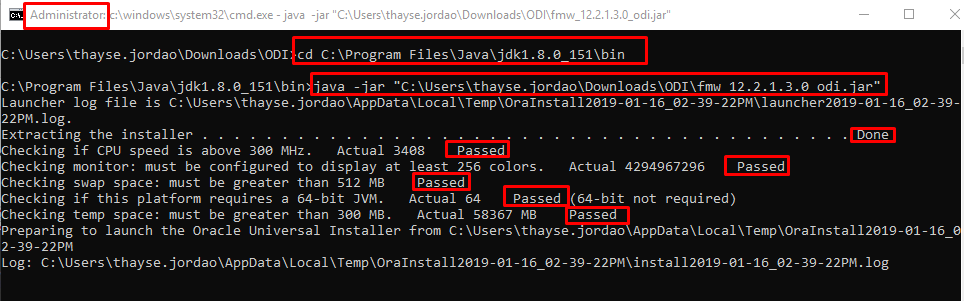 Administrator: c:\windows\system32\cmd.exe - java -jar "C:\Users\thayse.jordao\Downloads\ODI\fmw_12.2.1.3.0_odi.jar"
C:\Users\thayse.jordao\Downloads\ODI>cd C:\Program Files\Java\jdk1.8.0_151\bin
C:\Program Files\Java\jdk1.8.0_151\bin>java -jar "C:\Users\thayse.jordao\Downloads\ODI\fmw_12.2.1.3.0_odi.jar"
Launcher log file is C:\Users\thayse.jordao\AppData\Local\Temp\OraInstall2019-01-16_02-39-22PM\launcher2019-01-16_02-39-
22PM.log.
Extracting the installer . . . . . . . . . . . . . . . . . . . . . . . . . . . . . . . . . . . . . . . . . Done
Checking if CPU speed is above 300 MHz.   Actual 3408    Passed
Checking monitor: must be configured to display at least 256 colors.   Actual 4294967296    Passed
Checking swap space: must be greater than 512 MB    Passed
Checking if this platform requires a 64-bit JVM.   Actual 64    Passed (64-bit not required)
Checking temp space: must be greater than 300 MB.   Actual 58367 MB    Passed
Preparing to launch the Oracle Universal Installer from C:\Users\thayse.jordao\AppData\Local\Temp\OraInstall2019-01-16_0
2-39-22PM
Log: C:\Users\thayse.jordao\AppData\Local\Temp\OraInstall2019-01-16_02-39-22PM\install2019-01-16_02-39-22PM.log